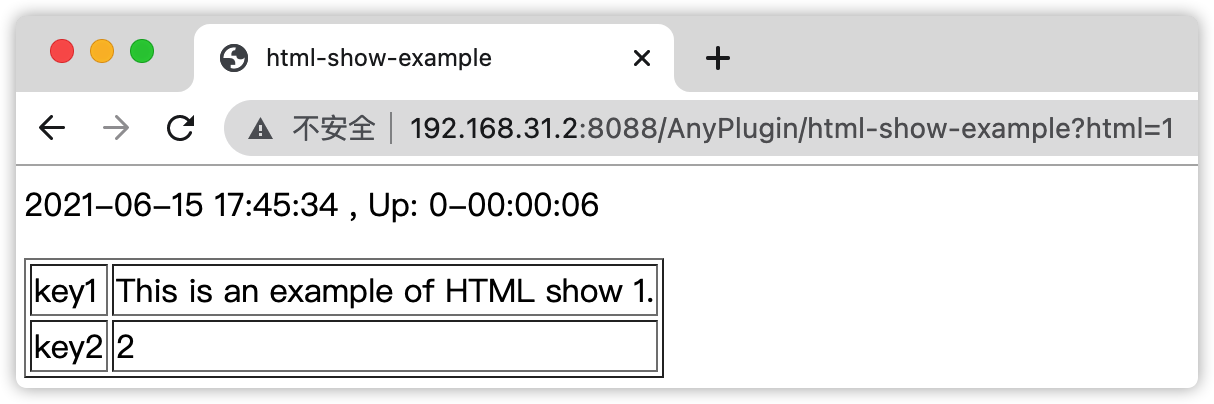 html-show-example
不安全 192.168.31.2:8088/AnyPlugin/html-show-example?html=1
2021-06-15 17:45:34 , Up: 0-00:00:06
key1 This is an example of HTML show 1.
key2 2